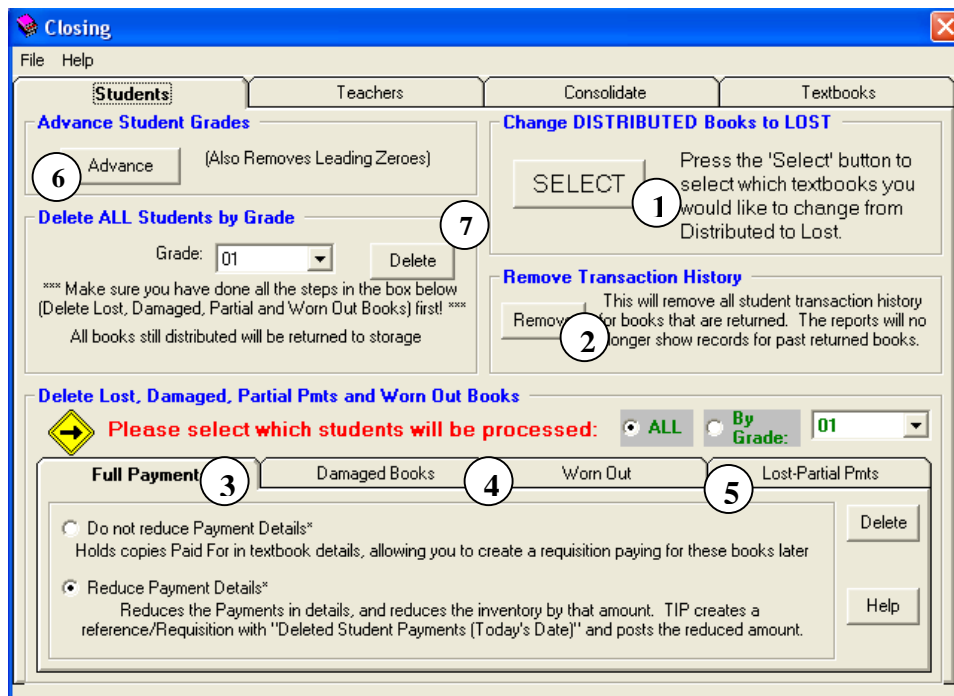 Closing
File Help
Students Teachers Consolidate Textbooks
Advance Student Grades
6 Advance (Also Removes Leading Zeroes)
Delete ALL Students by Grade
7
Grade: 01 Delete
*** Make sure you have done all the steps in the box below
(Delete Lost, Damaged, Partial and Worn Out Books) first! ***
All books still distributed will be returned to storage
Change DISTRIBUTED Books to LOST
SELECT 1
Press the 'Select' button to
select which textbooks you
would like to change from
Distributed to Lost.
Remove Transaction History
Remove 2
This will remove all student transaction history
for books that are returned. The reports will no
longer show records for past returned books.
Delete Lost, Damaged, Partial Pmts and Worn Out Books
Please select which students will be processed: ALL By Grade: 01
Full Payment 3 Damaged Books 4 Worn Out 5 Lost-Partial Pmts
Do not reduce Payment Details*
Holds copies Paid For in textbook details, allowing you to create a requisition paying for these books later
Reduce Payment Details*
Reduces the Payments in details, and reduces the inventory by that amount. TIP creates a
reference/Requisition with "Deleted Student Payments (Today's Date)" and posts the reduced amount.
Delete
Help